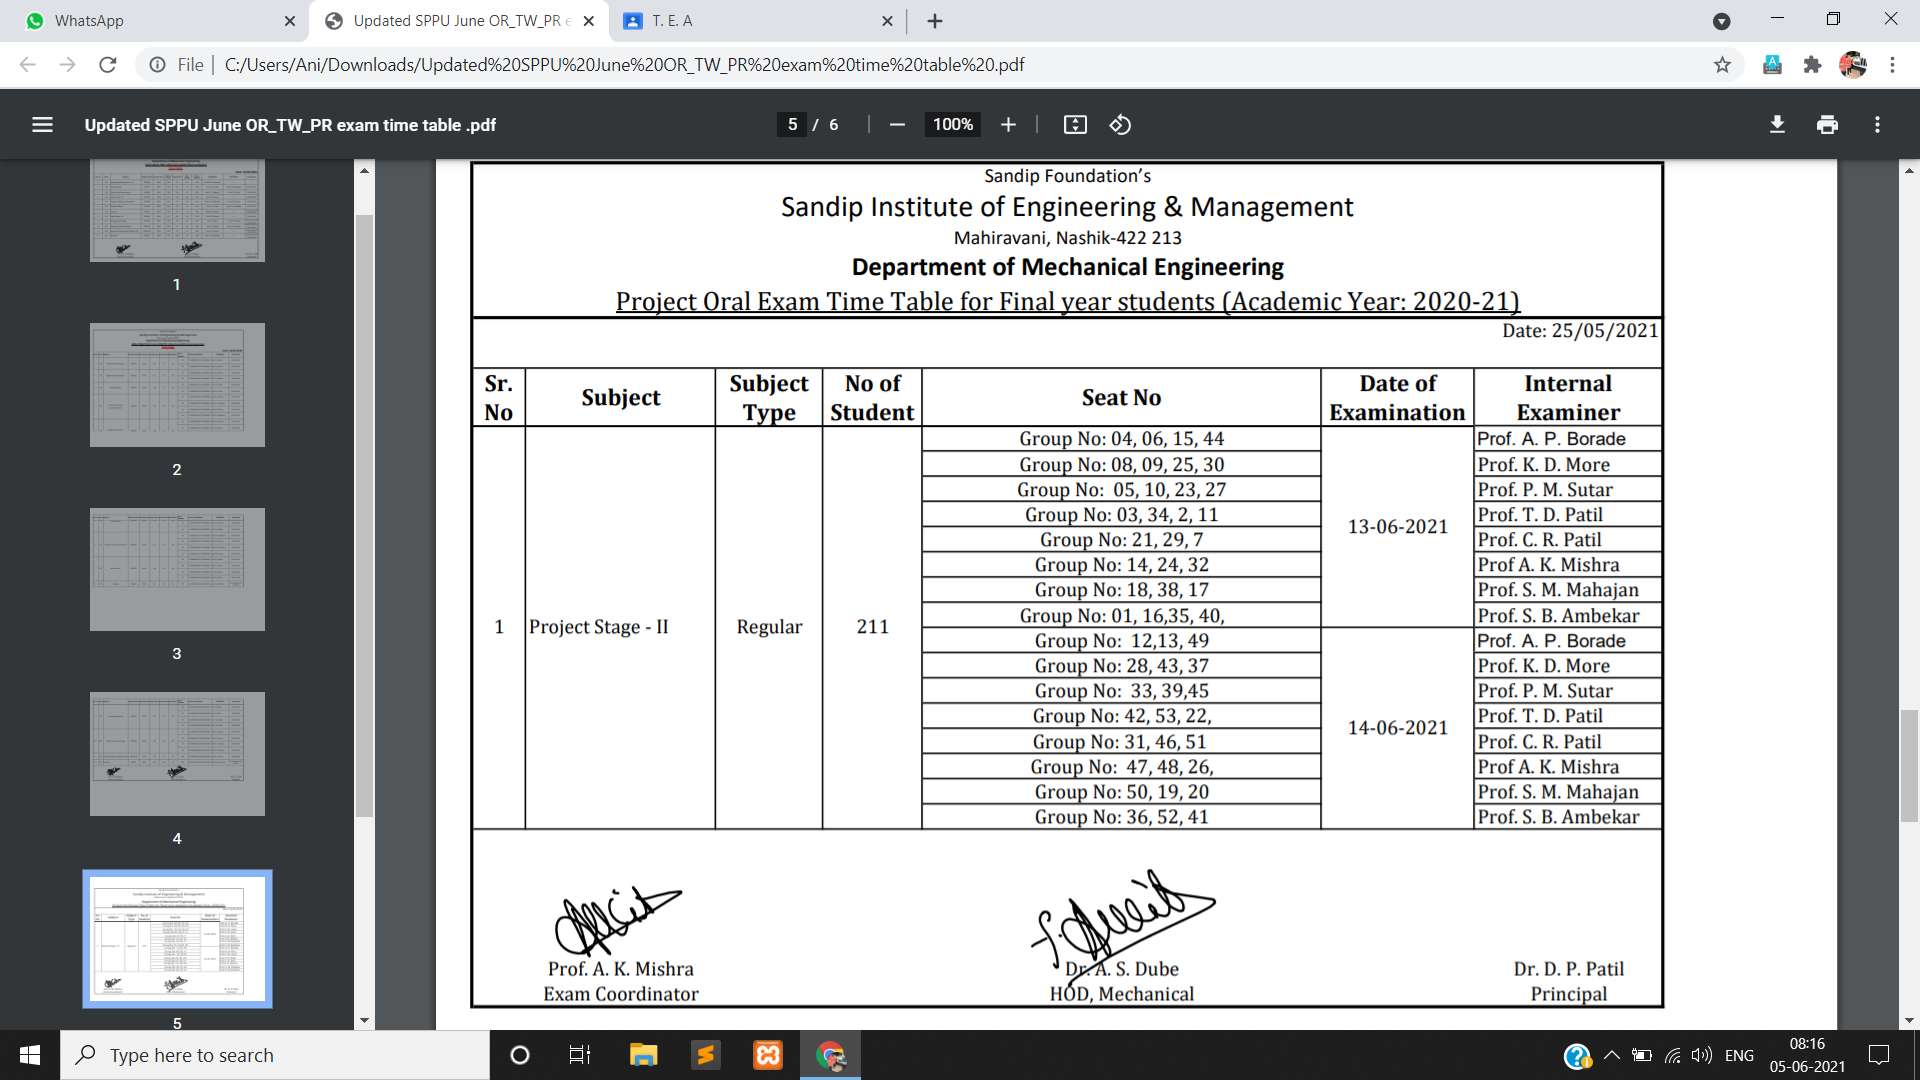 WhatsApp
Updated SPPU June OR_TW_PR e
T. E. A
File
C:/Users/Ani/Downloads/Updated%20SPPU%20June%20OR_TW_PR%20exam%20time%20table%20.pdf
Updated SPPU June OR_TW_PR exam time table .pdf
5 / 6
100%
1
2
3
4
5
Sandip Foundation's
Sandip Institute of Engineering & Management
Mahiravani, Nashik-422 213
Department of Mechanical Engineering
Project Oral Exam Time Table for Final year students (Academic Year: 2020-21)
Date: 25/05/2021
Sr. No Subject Subject Type No of Student Seat No Date of Examination Internal Examiner
1 Project Stage - II Regular 211
13-06-2021
Group No: 04, 06, 15, 44 Prof. A. P. Borade
Group No: 08, 09, 25, 30 Prof. K. D. More
Group No:  05, 10, 23, 27 Prof. P. M. Sutar
Group No: 03, 34, 2, 11 Prof. T. D. Patil
Group No: 21, 29, 7 Prof. C. R. Patil
Group No: 14, 24, 32 Prof A. K. Mishra
Group No: 18, 38, 17 Prof. S. M. Mahajan
Group No: 01, 16,35, 40, Prof. S. B. Ambekar
14-06-2021
Group No:  12,13, 49 Prof. A. P. Borade
Group No: 28, 43, 37 Prof. K. D. More
Group No:  33, 39,45 Prof. P. M. Sutar
Group No: 42, 53, 22, Prof. T. D. Patil
Group No: 31, 46, 51 Prof. C. R. Patil
Group No:  47, 48, 26, Prof A. K. Mishra
Group No: 50, 19, 20 Prof. S. M. Mahajan
Group No: 36, 52, 41 Prof. S. B. Ambekar
Prof. A. K. Mishra
Exam Coordinator
Dr. A. S. Dube
HOD, Mechanical
Dr. D. P. Patil
Principal
Type here to search
ENG
08:16
05-06-2021